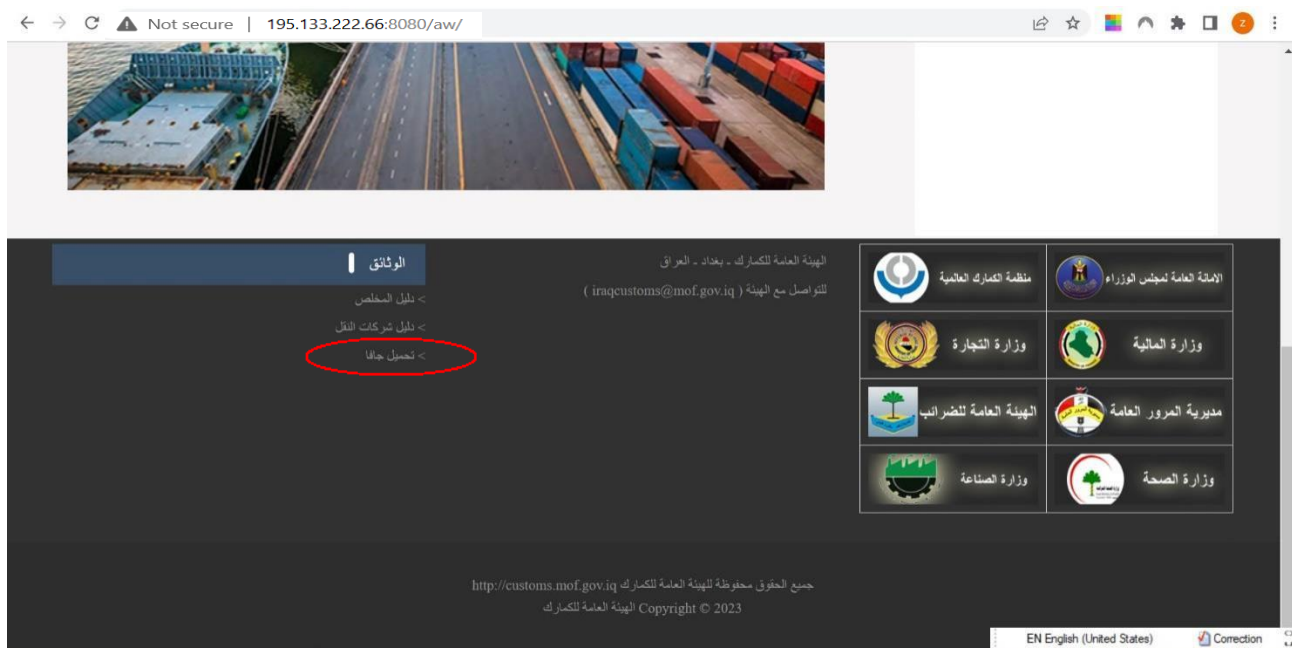 Not secure | 195.133.222.66:8080/aw/
z
الامانة العامة لمجلس الوزراء
منظمة الكمارك العالمية
وزارة المالية
وزارة التجارة
مديرية المرور العامة
الهيئة العامة للضرائب
وزارة الصحة
وزارة الصناعة
الهيئة العامة للكمارك - بغداد - العراق
للتواصل مع الهيئة ( iraqcustoms@mof.gov.iq )
الوثائق
> دليل المخلص
> دليل شركات النقل
> تحميل جافا
جميع الحقوق محفوظة للهيئة العامة للكمارك http://customs.mof.gov.iq
Copyright © 2023 الهيئة العامة للكمارك
EN English (United States) Correction